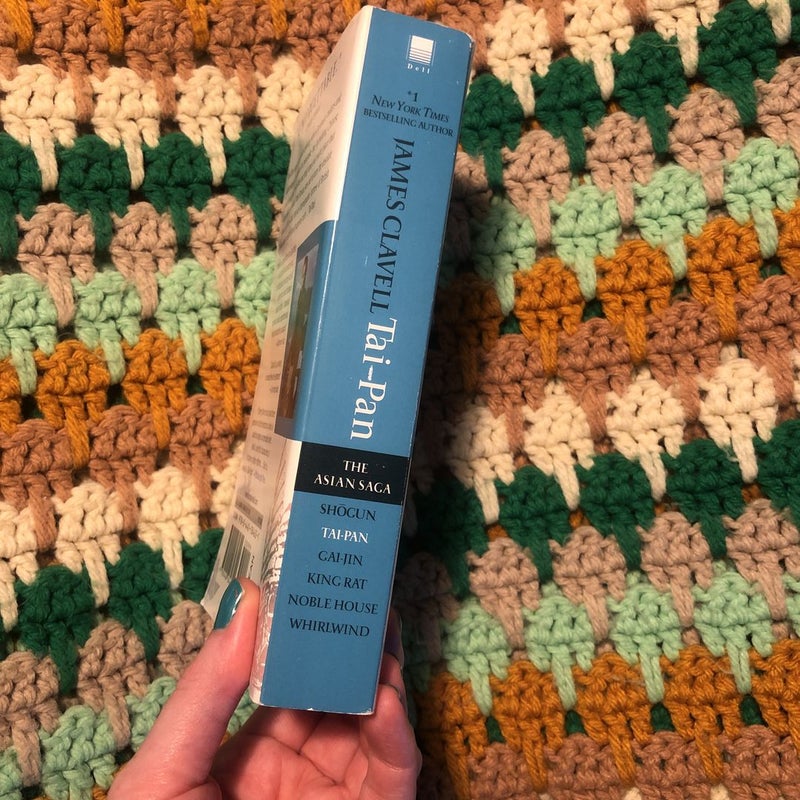 Dell
#1
NEW YORK TIMES
BESTSELLING AUTHOR
JAMES CLAVELL Tai-Pan
THE
ASIAN SAGA
SHŌGUN
TAI-PAN
GAI-JIN
KING RAT
NOBLE HOUSE
WHIRLWIND